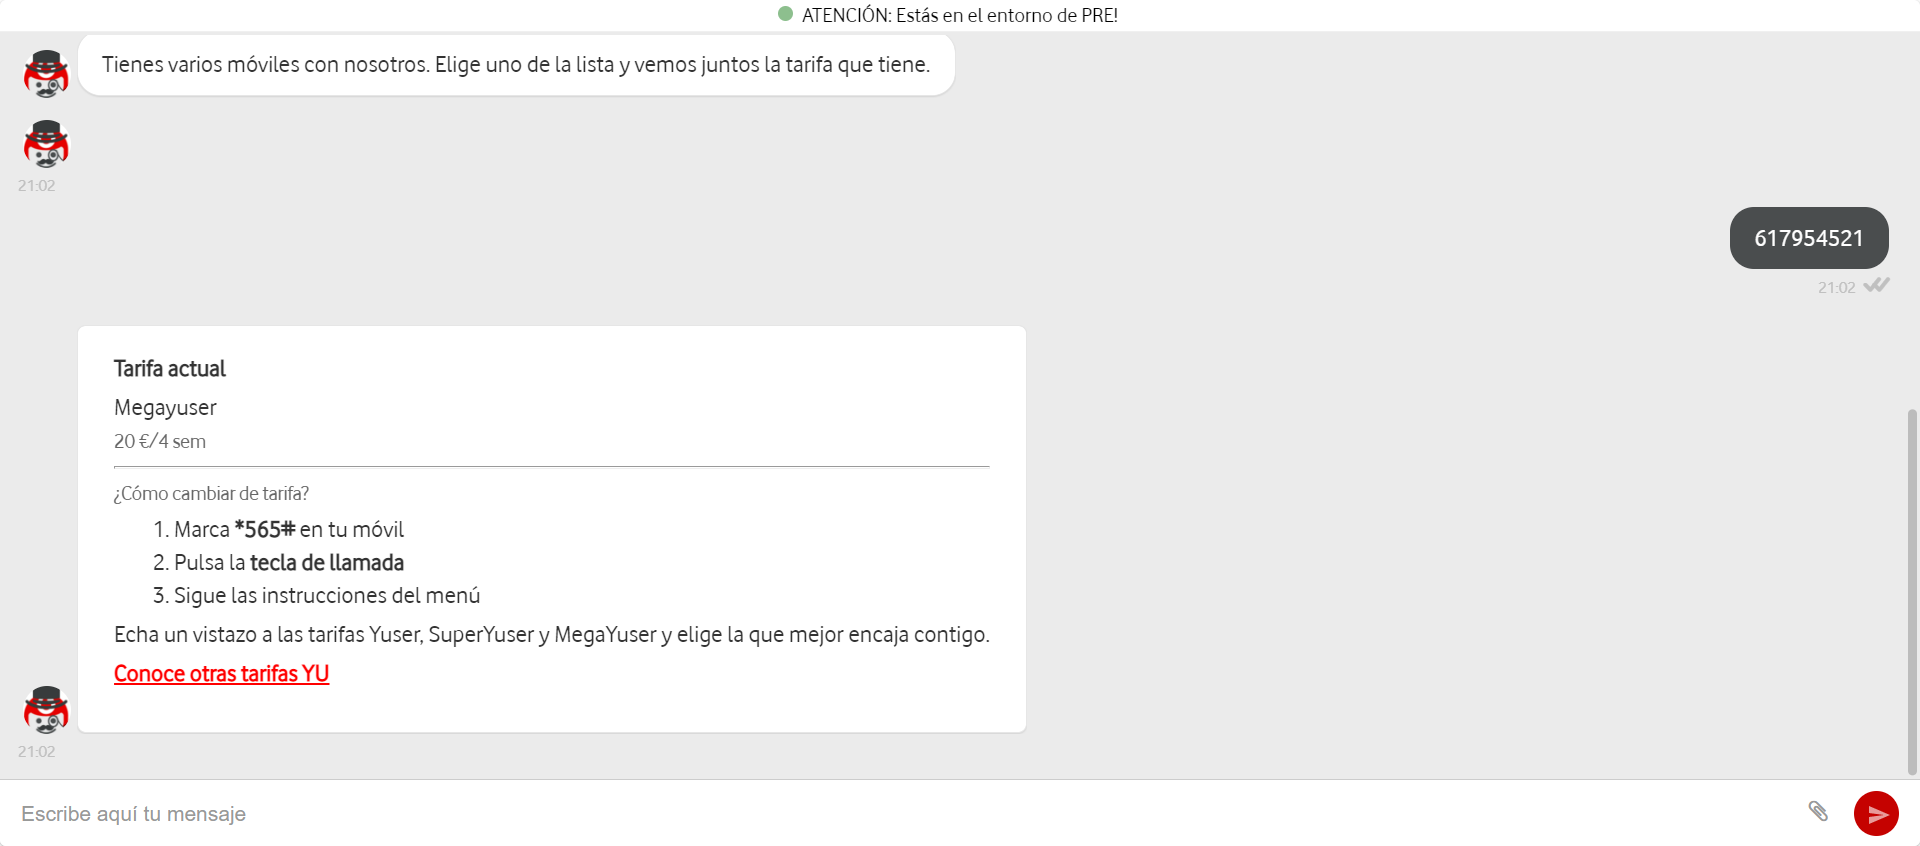 ATENCIÓN: Estás en el entorno de PRE!
Tienes varios móviles con nosotros. Elige uno de la lista y vemos juntos la tarifa que tiene.
21:02
617954521
21:02
Tarifa actual
Megayuser
20 €/4 sem
¿Cómo cambiar de tarifa?
1. Marca *565# en tu móvil
2. Pulsa la tecla de llamada
3. Sigue las instrucciones del menú
Echa un vistazo a las tarifas Yuser, SuperYuser y MegaYuser y elige la que mejor encaja contigo.
Conoce otras tarifas YU
21:02
Escribe aquí tu mensaje